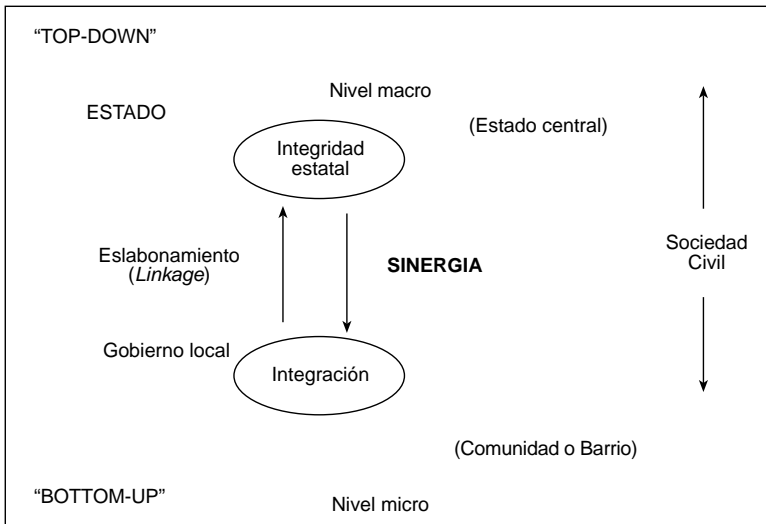 “TOP-DOWN”
Nivel macro
ESTADO
(Estado central)
Integridad
estatal
Eslabonamiento
(Linkage)
SINERGIA
Sociedad
Civil
Gobierno local
Integración
(Comunidad o Barrio)
“BOTTOM-UP”
Nivel micro